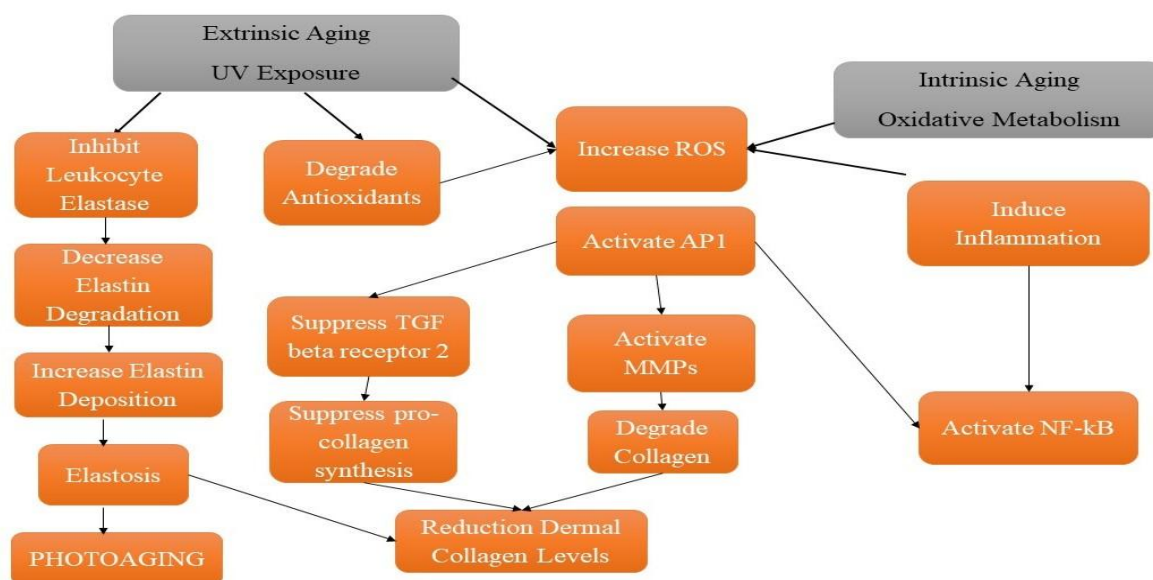 Extrinsic Aging
UV Exposure
Intrinsic Aging
Oxidative Metabolism
Inhibit
Leukocyte
Elastase
Degrade
Antioxidants
Increase ROS
Induce
Inflammation
Activate AP1
Decrease
Elastin
Degradation
Suppress TGF
beta receptor 2
Activate
MMPs
Increase Elastin
Deposition
Suppress pro-
collagen
synthesis
Degrade
Collagen
Activate NF-kB
Elastosis
Reduction Dermal
Collagen Levels
PHOTOAGING